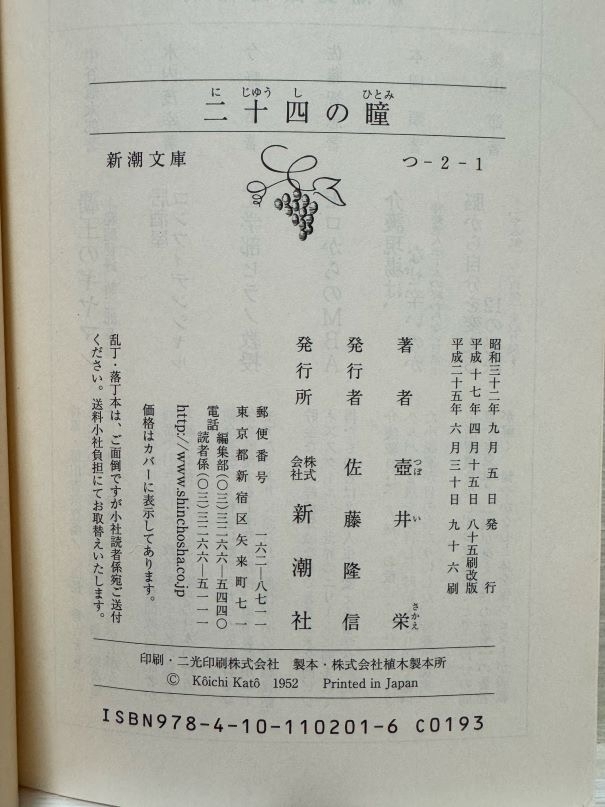 に じゅう し ひとみ
二十四の瞳
新潮文庫
つ-2-1
昭和三十二年九月五日発行
平成十七年四月十五日八十五刷改版
平成二十五年六月三十日九十六刷
著者 壺井栄
つぼ い さかえ
発行者 佐藤隆信
発行所 株式会社 新潮社
郵便番号 一六二―八七一一
東京都新宿区矢来町七一
電話 編集部(〇三)三二六六―五四四〇
読者係(〇三)三二六六―五一一一
http://www.shinchosha.co.jp
価格はカバーに表示してあります。
乱丁・落丁本は、ご面倒ですが小社読者係宛ご送付
ください。送料小社負担にてお取替えいたします。
印刷・二光印刷株式会社 製本・株式会社植木製本所
© Kôichi Katô 1952 Printed in Japan
ISBN978-4-10-110201-6 C0193